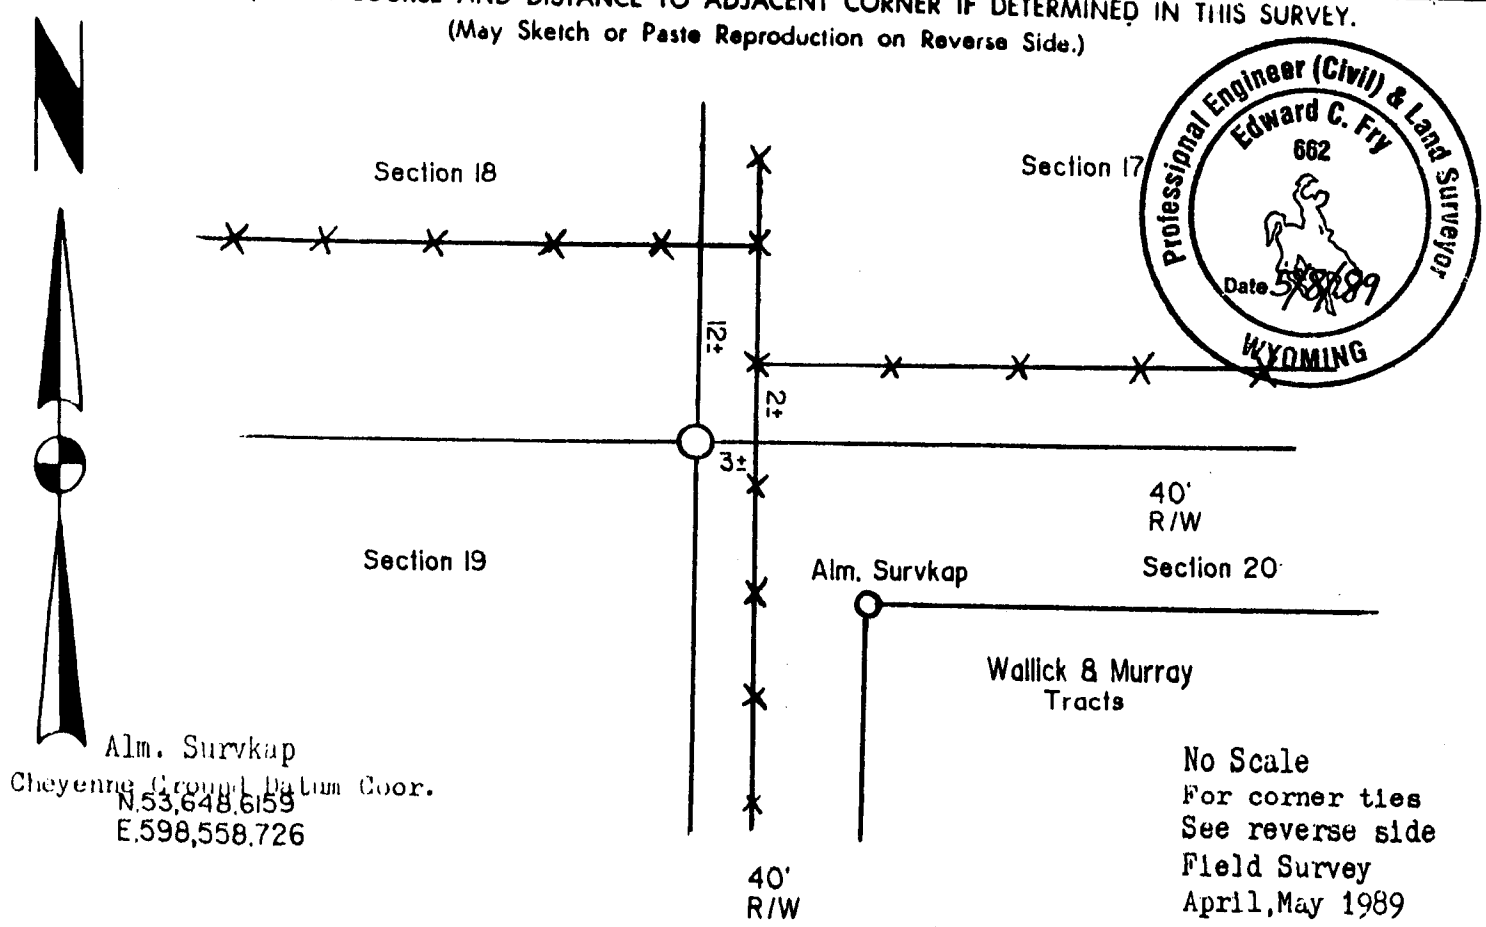 COURSE AND DISTANCE TO ADJACENT CORNER IF DETERMINED IN THIS SURVEY.
(May Sketch or Paste Reproduction on Reverse Side.)
N
Professional Engineer (Civil) & Land Surveyor
Edward C. Fry
662
Date
WYOMING
Section 18
Section 17
12±
2±
3±
40'
R/W
Section 19
Alm. Survkap
Section 20
Wallick & Murray
Tracts
Alm. Survkap
Cheyenne Ground Datum Coor.
N.53,648.6159
E.598,558.726
No Scale
For corner ties
See reverse side
Field Survey
April,May 1989
40'
R/W